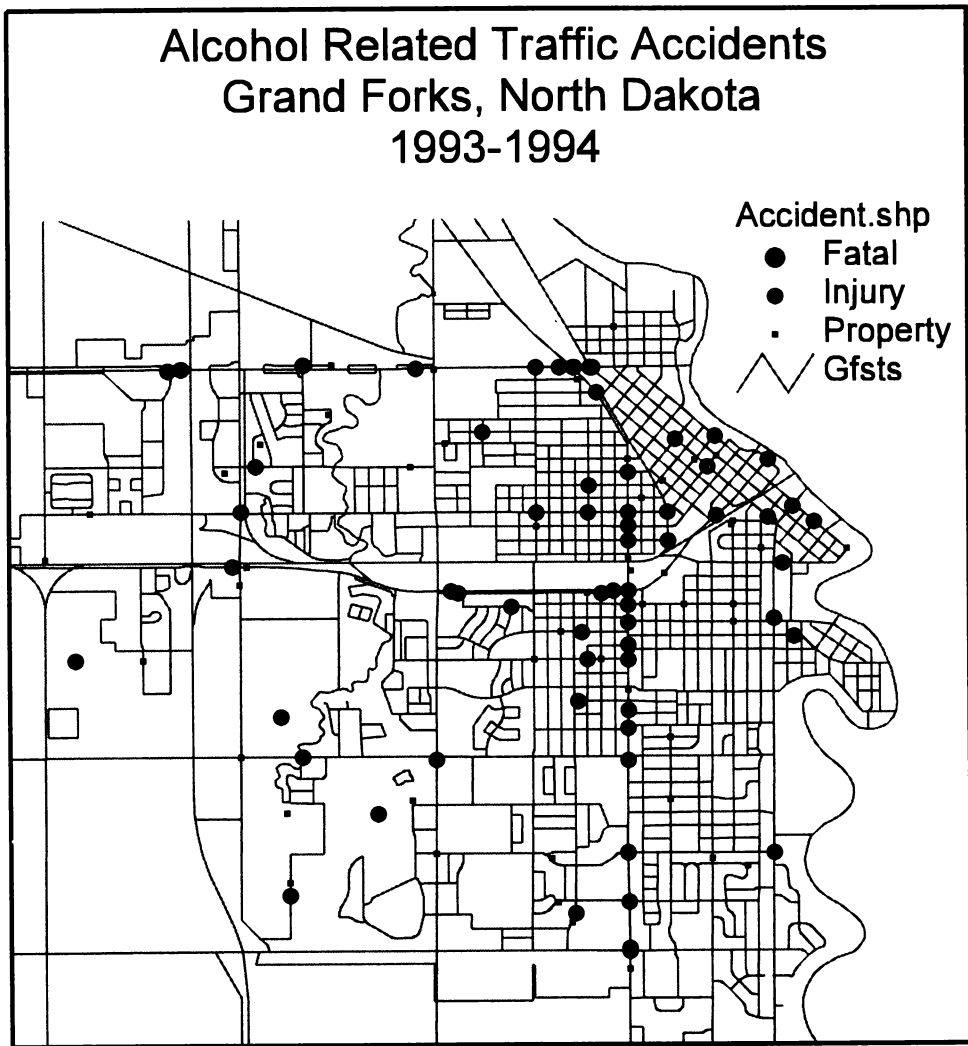 Alcohol Related Traffic Accidents
Grand Forks, North Dakota
1993-1994
Accident.shp
Fatal
Injury
Property
Gfsts